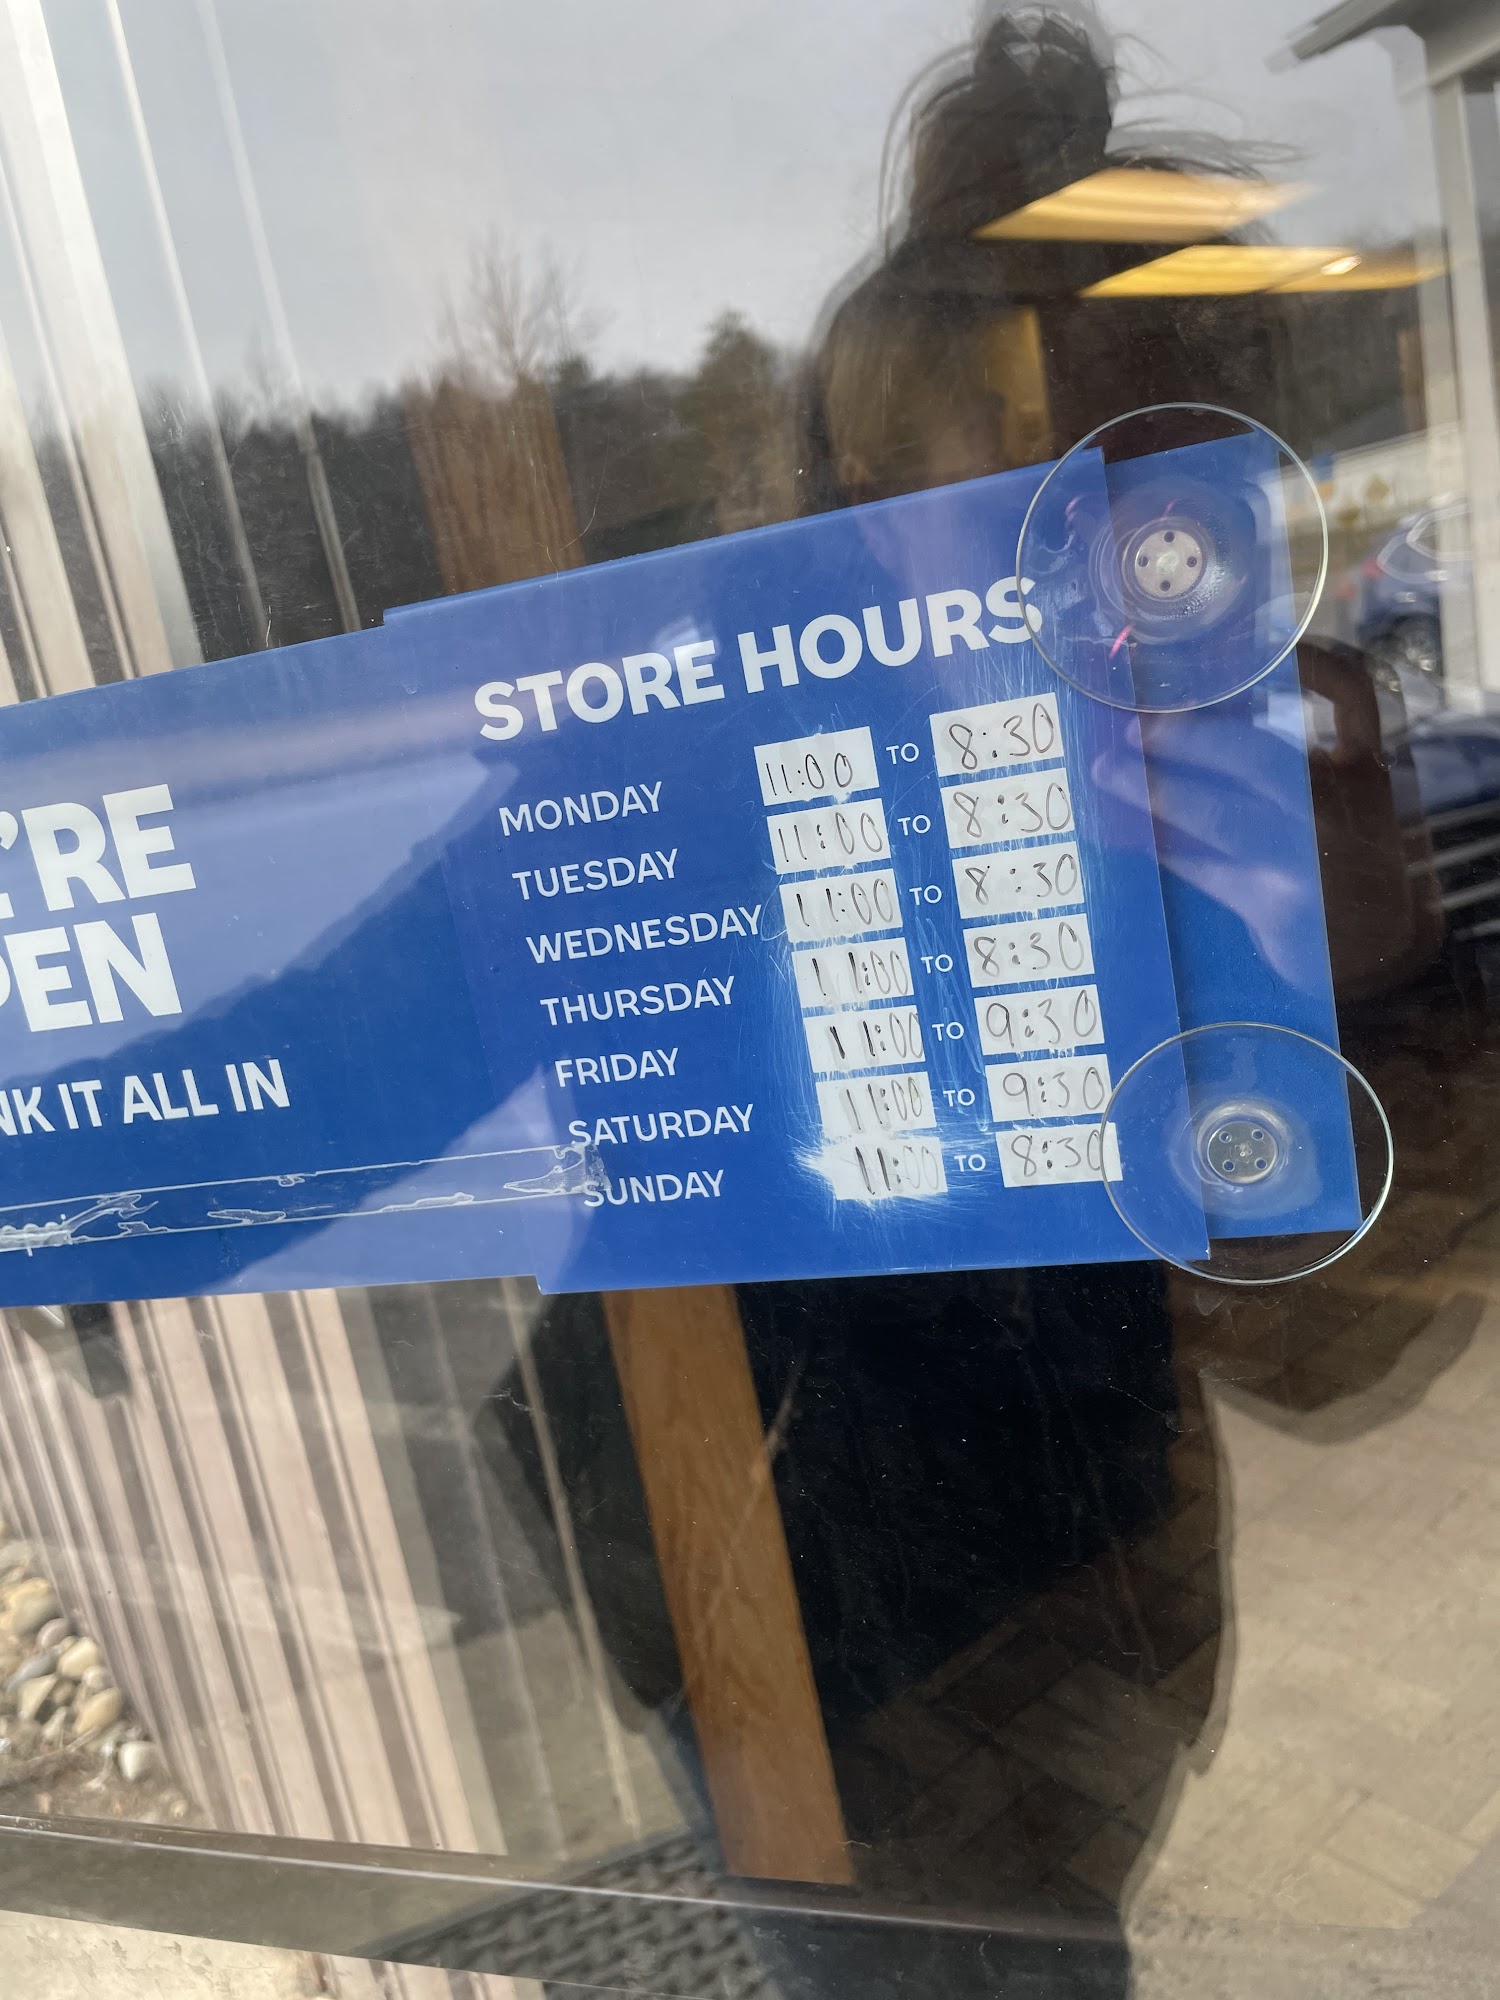 'RE
PEN
NK IT ALL IN
STORE HOURS
MONDAY 11:00 TO 8:30
TUESDAY 11:00 TO 8:30
WEDNESDAY 11:00 TO 8:30
THURSDAY 11:00 TO 8:30
FRIDAY 11:00 TO 9:30
SATURDAY 11:00 TO 9:30
SUNDAY 11:00 TO 8:30